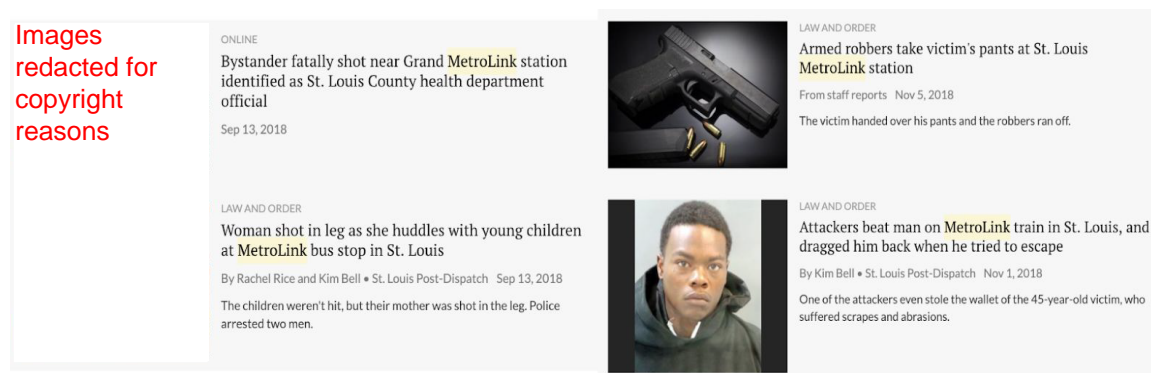 Images
redacted for
copyright
reasons
ONLINE
Bystander fatally shot near Grand MetroLink station
identified as St. Louis County health department
official
Sep 13, 2018
LAW AND ORDER
Woman shot in leg as she huddles with young children
at MetroLink bus stop in St. Louis
By Rachel Rice and Kim Bell • St. Louis Post-Dispatch Sep 13, 2018
The children weren't hit, but their mother was shot in the leg. Police
arrested two men.
LAW AND ORDER
Armed robbers take victim's pants at St. Louis
MetroLink station
From staff reports Nov 5, 2018
The victim handed over his pants and the robbers ran off.
LAW AND ORDER
Attackers beat man on MetroLink train in St. Louis, and
dragged him back when he tried to escape
By Kim Bell • St. Louis Post-Dispatch Nov 1, 2018
One of the attackers even stole the wallet of the 45-year-old victim, who
suffered scrapes and abrasions.